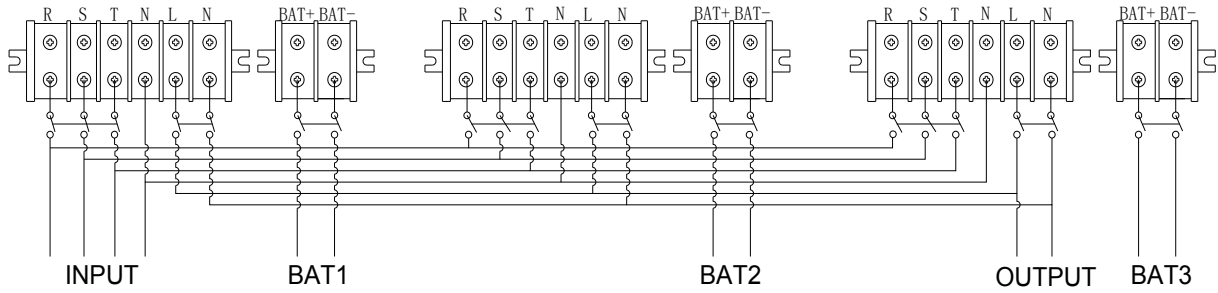 R S T N L N BAT+ BAT- R S T N L N BAT+ BAT- R S T N L N BAT+ BAT-
INPUT BAT1 BAT2 OUTPUT BAT3